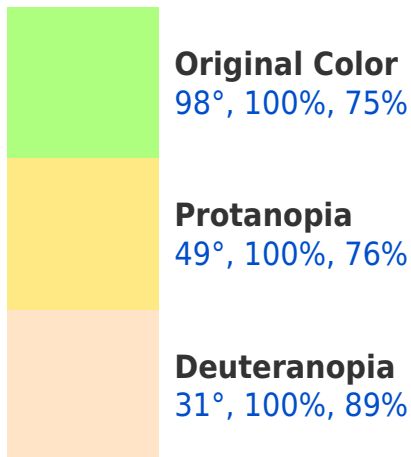 Original Color
98°, 100%, 75%
Protanopia
49°, 100%, 76%
Deuteranopia
31°, 100%, 89%